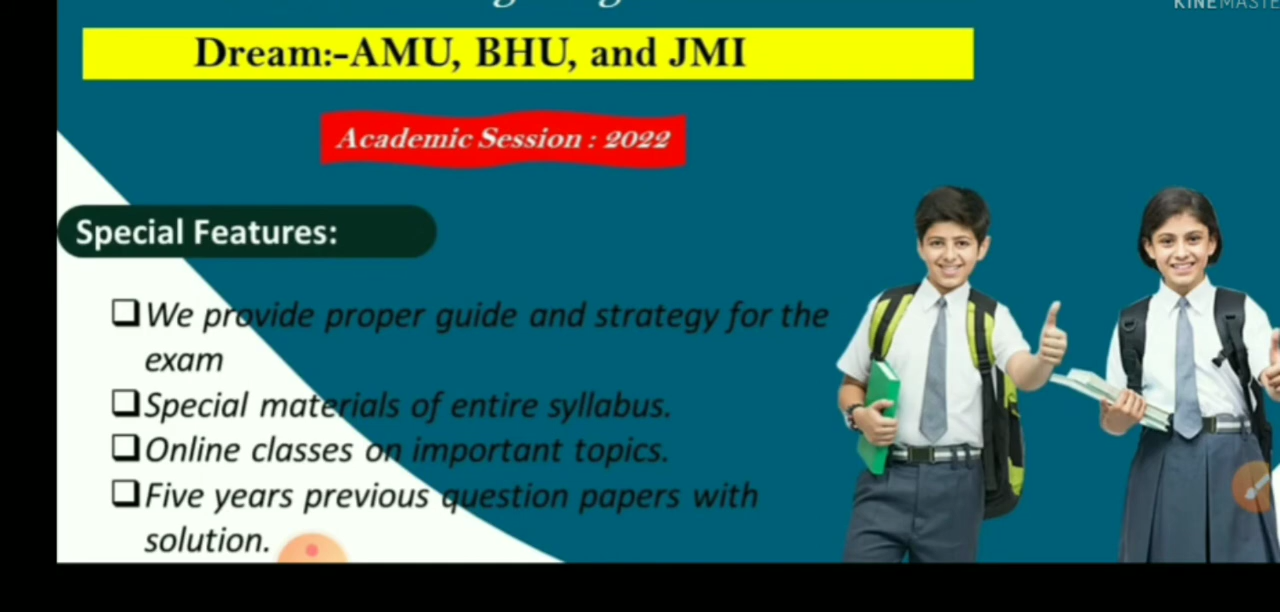 KINEMASTE
Dream:-AMU, BHU, and JMI
Academic Session : 2022
Special Features:
❑We provide proper guide and strategy for the
exam
❑Special materials of entire syllabus.
❑Online classes on important topics.
❑Five years previous question papers with
solution.